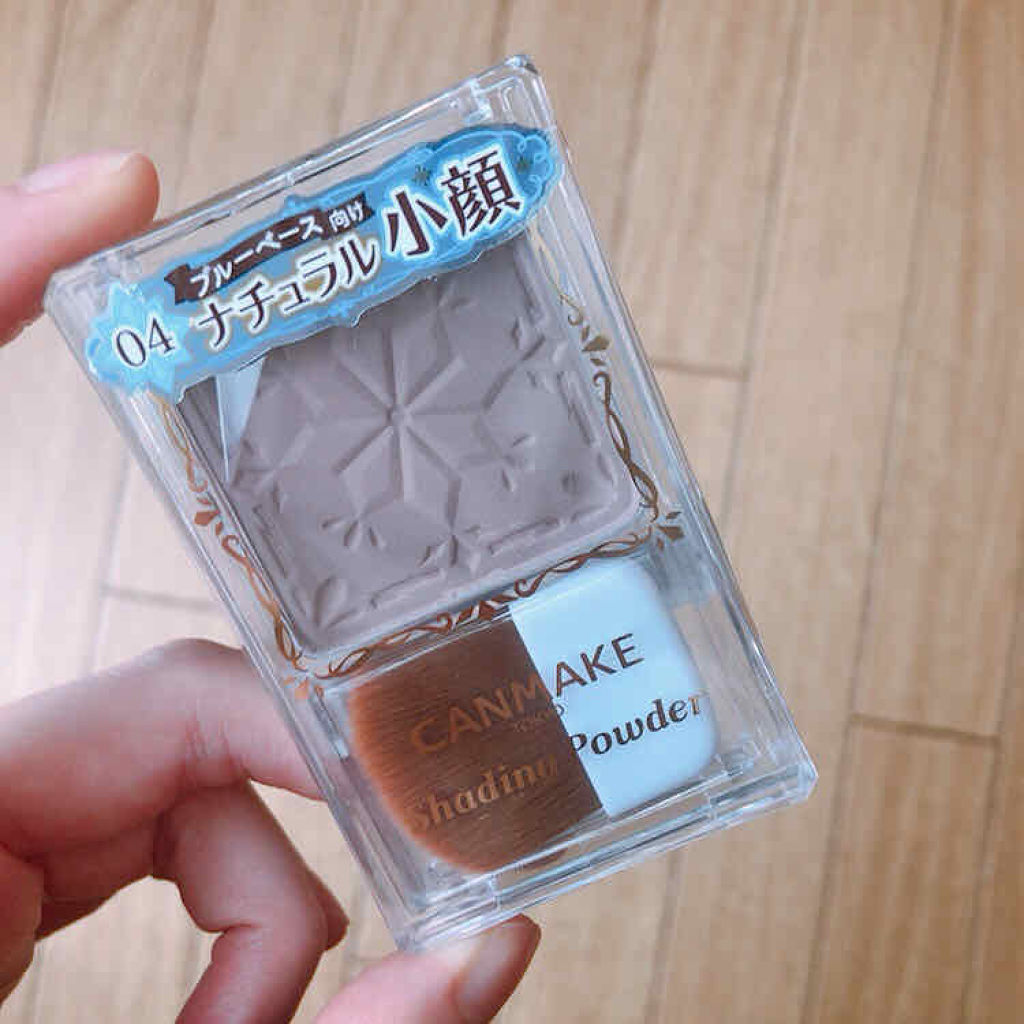 ブルーベース 向け
04 ナチュラル 小顔
CANMAKE
TOKYO
Shading Powder